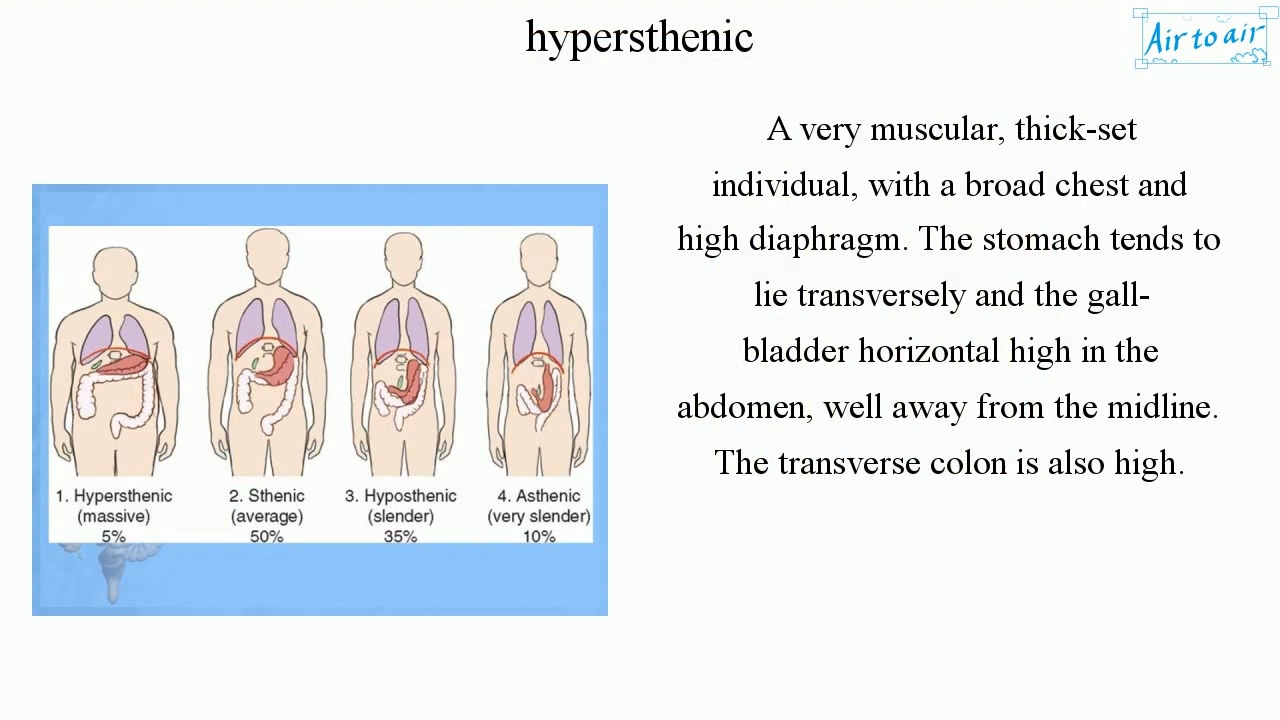 hypersthenic
Air to air
A very muscular, thick-set
individual, with a broad chest and
high diaphragm. The stomach tends to
lie transversely and the gall-
bladder horizontal high in the
abdomen, well away from the midline.
The transverse colon is also high.
1. Hypersthenic
(massive)
5%
2. Sthenic
(average)
50%
3. Hyposthenic
(slender)
35%
4. Asthenic
(very slender)
10%